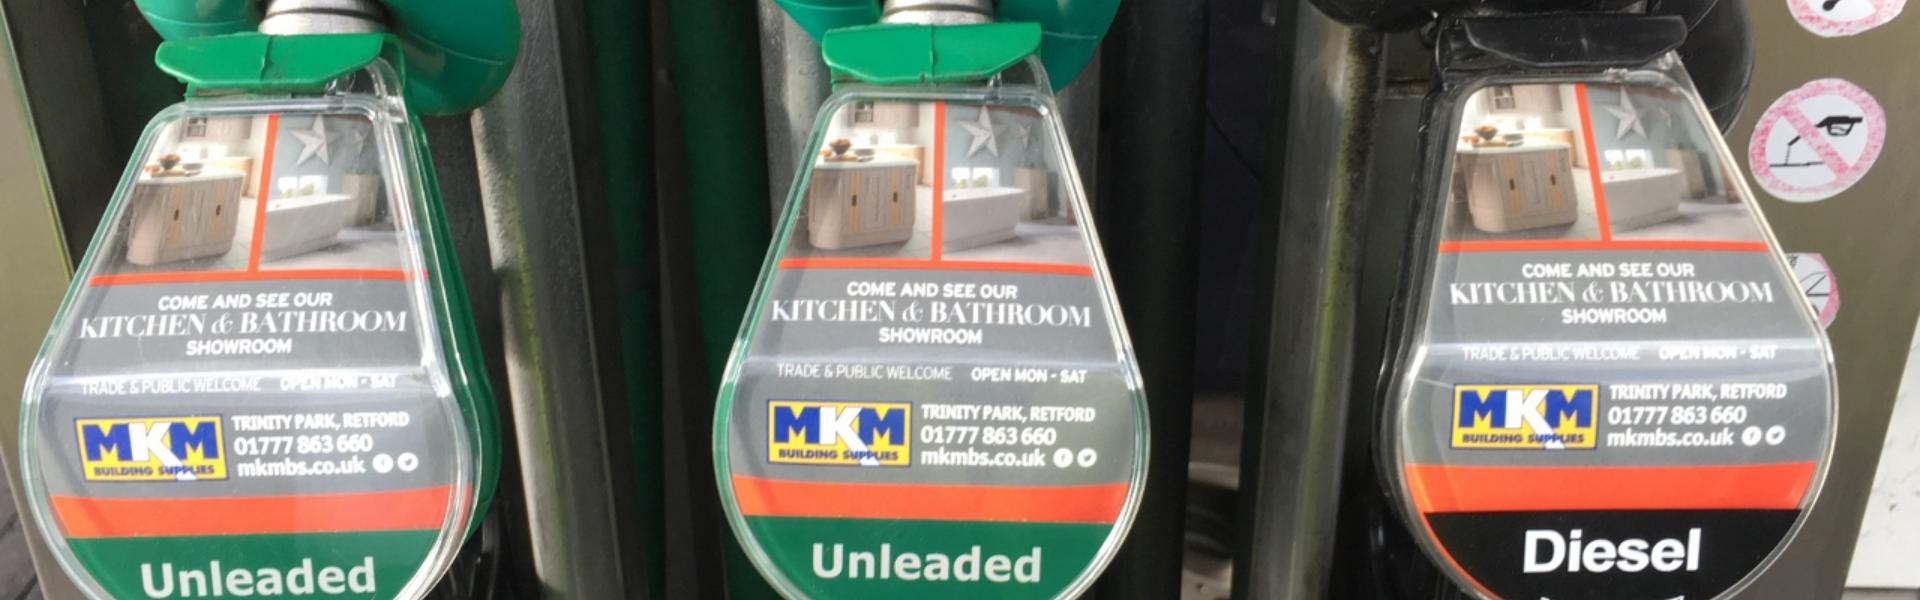 COME AND SEE OUR
KITCHEN & BATHROOM
SHOWROOM
TRADE & PUBLIC WELCOME OPEN MON - SAT
MKM
BUILDING SUPPLIES
TRINITY PARK, RETFORD
01777 863 660
mkmbs.co.uk
Unleaded
COME AND SEE OUR
KITCHEN & BATHROOM
SHOWROOM
TRADE & PUBLIC WELCOME OPEN MON - SAT
MKM
BUILDING SUPPLIES
TRINITY PARK, RETFORD
01777 863 660
mkmbs.co.uk
Unleaded
COME AND SEE OUR
KITCHEN & BATHROOM
SHOWROOM
TRADE & PUBLIC WELCOME OPEN MON - SAT
MKM
BUILDING SUPPLIES
TRINITY PARK, RETFORD
01777 863 660
mkmbs.co.uk
Diesel